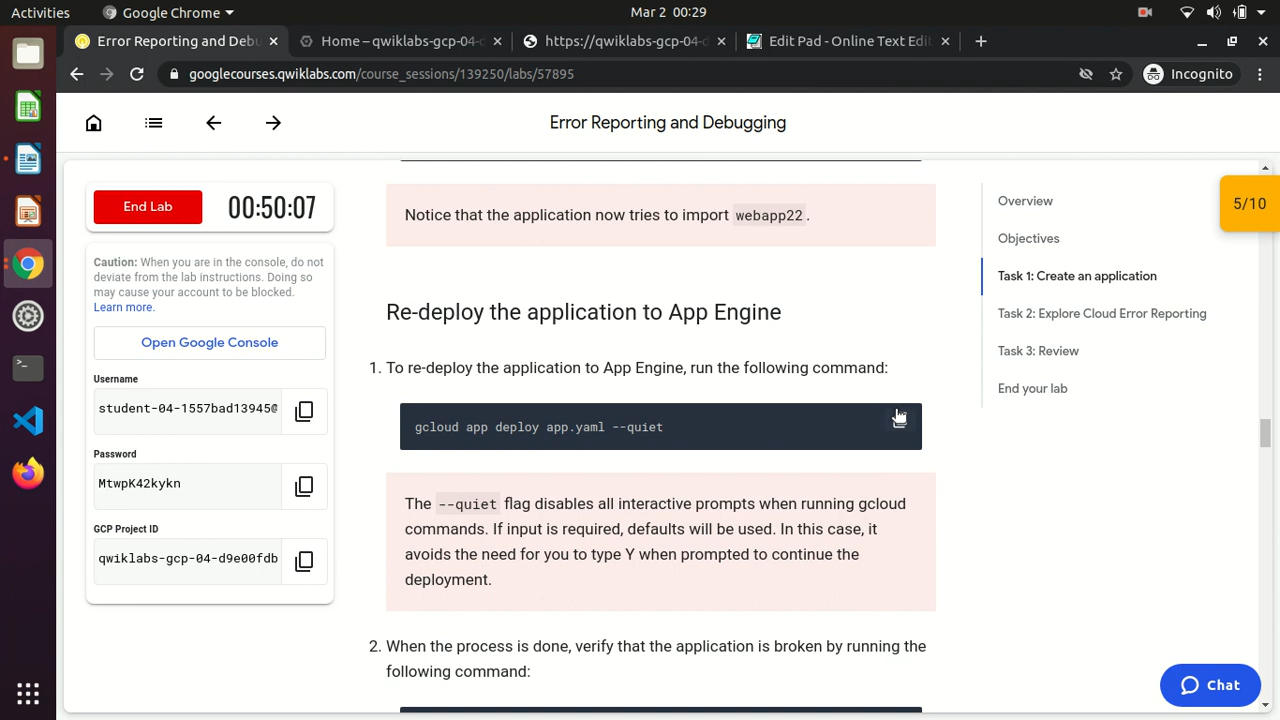 Activities
Google Chrome
Mar 2 00:29
Error Reporting and Debu
Home – qwiklabs-gcp-04-
https://qwiklabs-gcp-04-
Edit Pad - Online Text Edit
googlecourses.qwiklabs.com/course_sessions/139250/labs/57895
Incognito
Error Reporting and Debugging
End Lab
00:50:07
Caution: When you are in the console, do not
deviate from the lab instructions. Doing so
may cause your account to be blocked.
Learn more.
Open Google Console
Username
student-04-1557bad13945@
Password
MtwpK42kykn
GCP Project ID
qwiklabs-gcp-04-d9e00fdb
Notice that the application now tries to import webapp22.
Re-deploy the application to App Engine
1. To re-deploy the application to App Engine, run the following command:
gcloud app deploy app.yaml --quiet
The --quiet flag disables all interactive prompts when running gcloud
commands. If input is required, defaults will be used. In this case, it
avoids the need for you to type Y when prompted to continue the
deployment.
2. When the process is done, verify that the application is broken by running the
following command:
Overview
Objectives
Task 1: Create an application
Task 2: Explore Cloud Error Reporting
Task 3: Review
End your lab
5/10
Chat